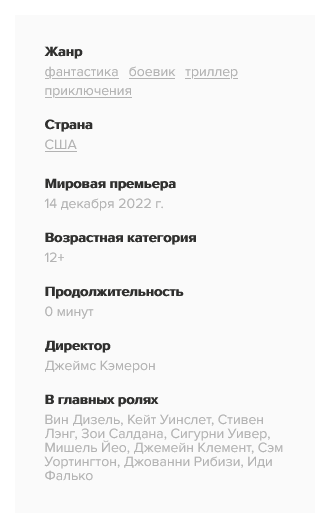 Жанр
фантастика боевик триллер
приключения
Страна
США
Мировая премьера
14 декабря 2022 г.
Возрастная категория
12+
Продолжительность
0 минут
Директор
Джеймс Кэмерон
В главных ролях
Вин Дизель, Кейт Уинслет, Стивен
Лэнг, Зои Салдана, Сигурни Уивер,
Мишель Йео, Джемейн Клемент, Сэм
Уортингтон, Джованни Рибизи, Иди
Фалько